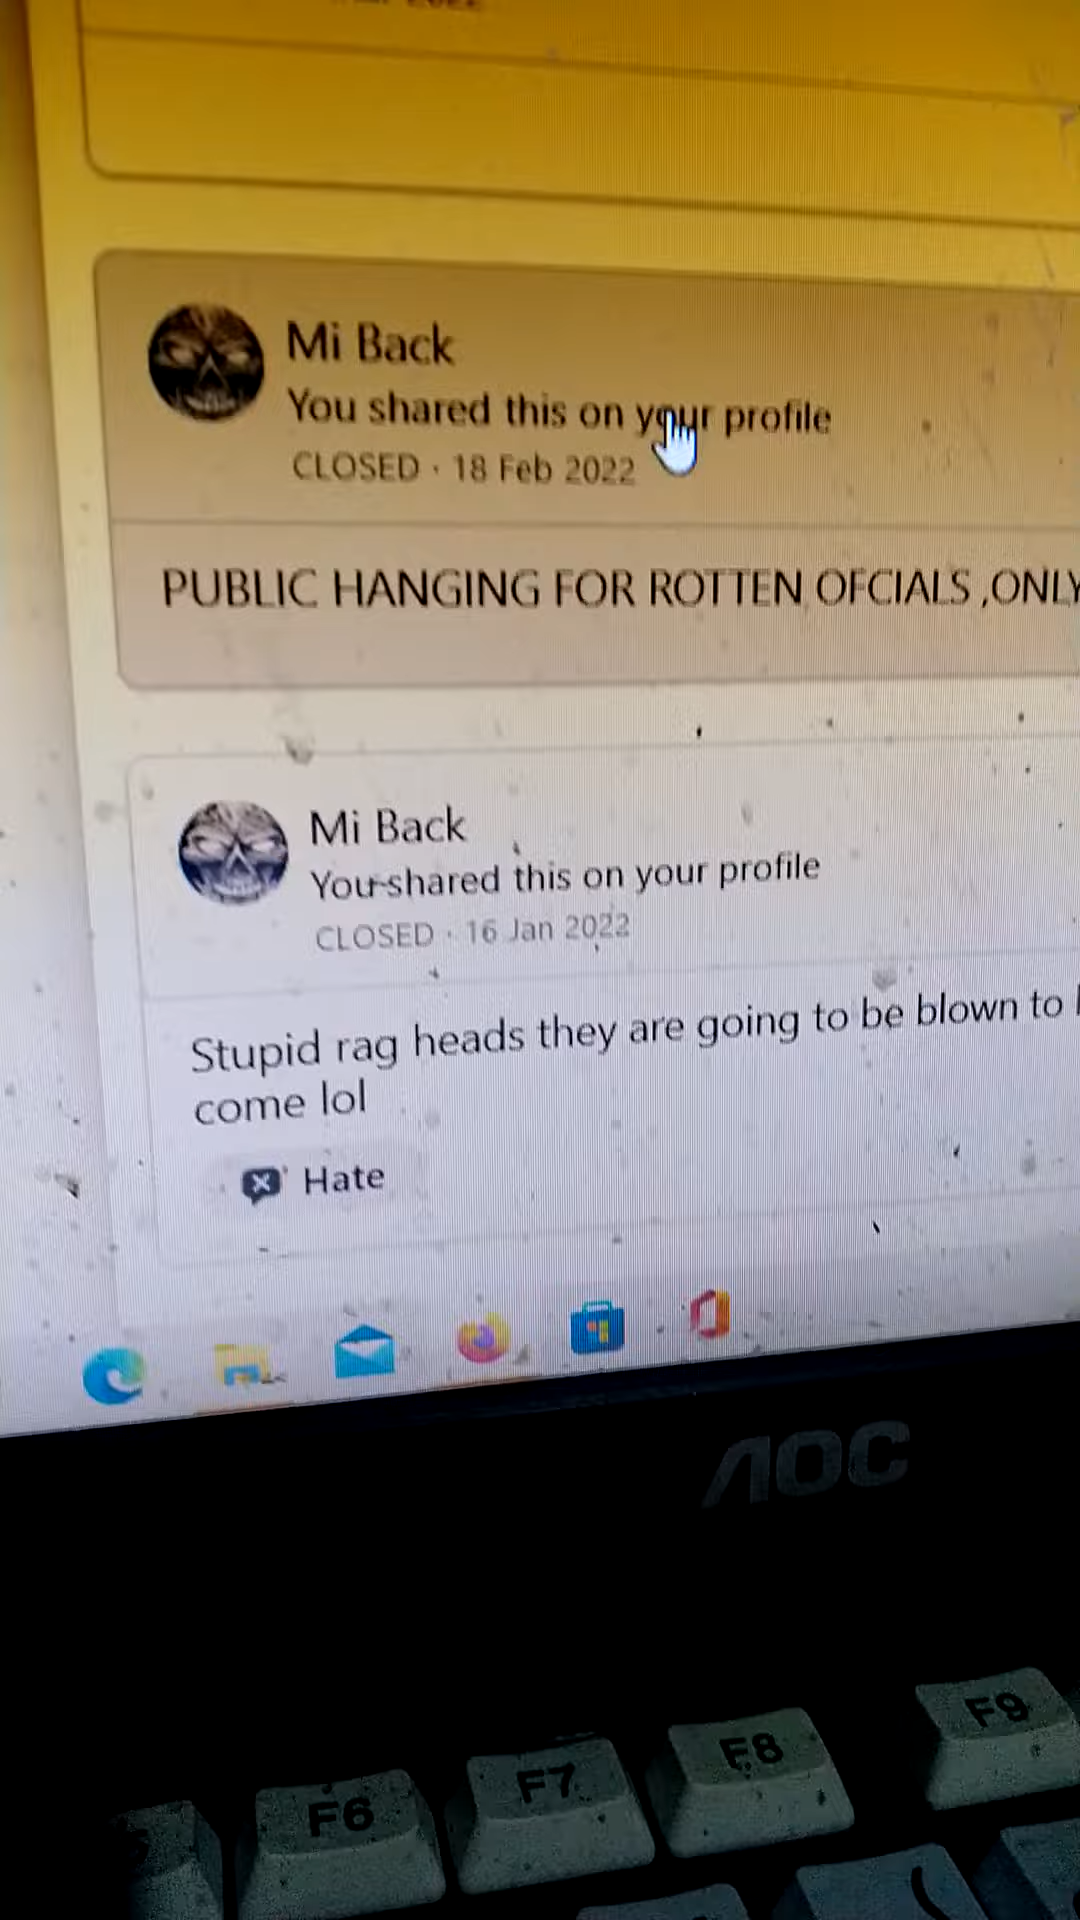 Mi Back
You shared this on your profile
CLOSED · 18 Feb 2022
PUBLIC HANGING FOR ROTTEN OFCIALS ,ONLY
Mi Back
You shared this on your profile
CLOSED · 16 Jan 2022
Stupid rag heads they are going to be blown to
come lol
Hate
AOC
F6
F7
F8
F9